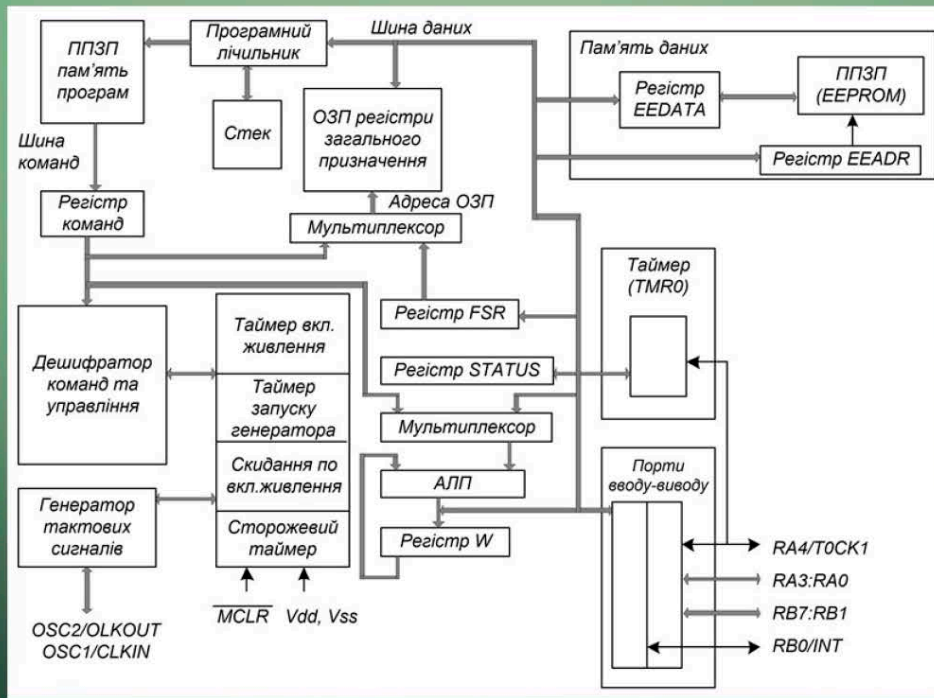 ППЗП
пам'ять
програм
Програмний
лічильник
Шина даних
Стек
ОЗП регістри
загального
призначення
Пам'ять даних
Регістр
EEDATA
ППЗП
(EEPROM)
Регістр EEADR
Шина
команд
Регістр
команд
Адреса ОЗП
Мультиплексор
Регістр FSR
Таймер
(TMR0)
Дешифратор
команд та
управління
Таймер вкл.
живлення
Таймер
запуску
генератора
Скидання по
вкл.живлення
Сторожевий
таймер
Регістр STATUS
Мультиплексор
АЛП
Регістр W
Порти
вводу-виводу
Генератор
тактових
сигналів
MCLR
Vdd, Vss
OSC2/OLKOUT
OSC1/CLKIN
RA4/T0CK1
RA3:RA0
RB7:RB1
RB0/INT